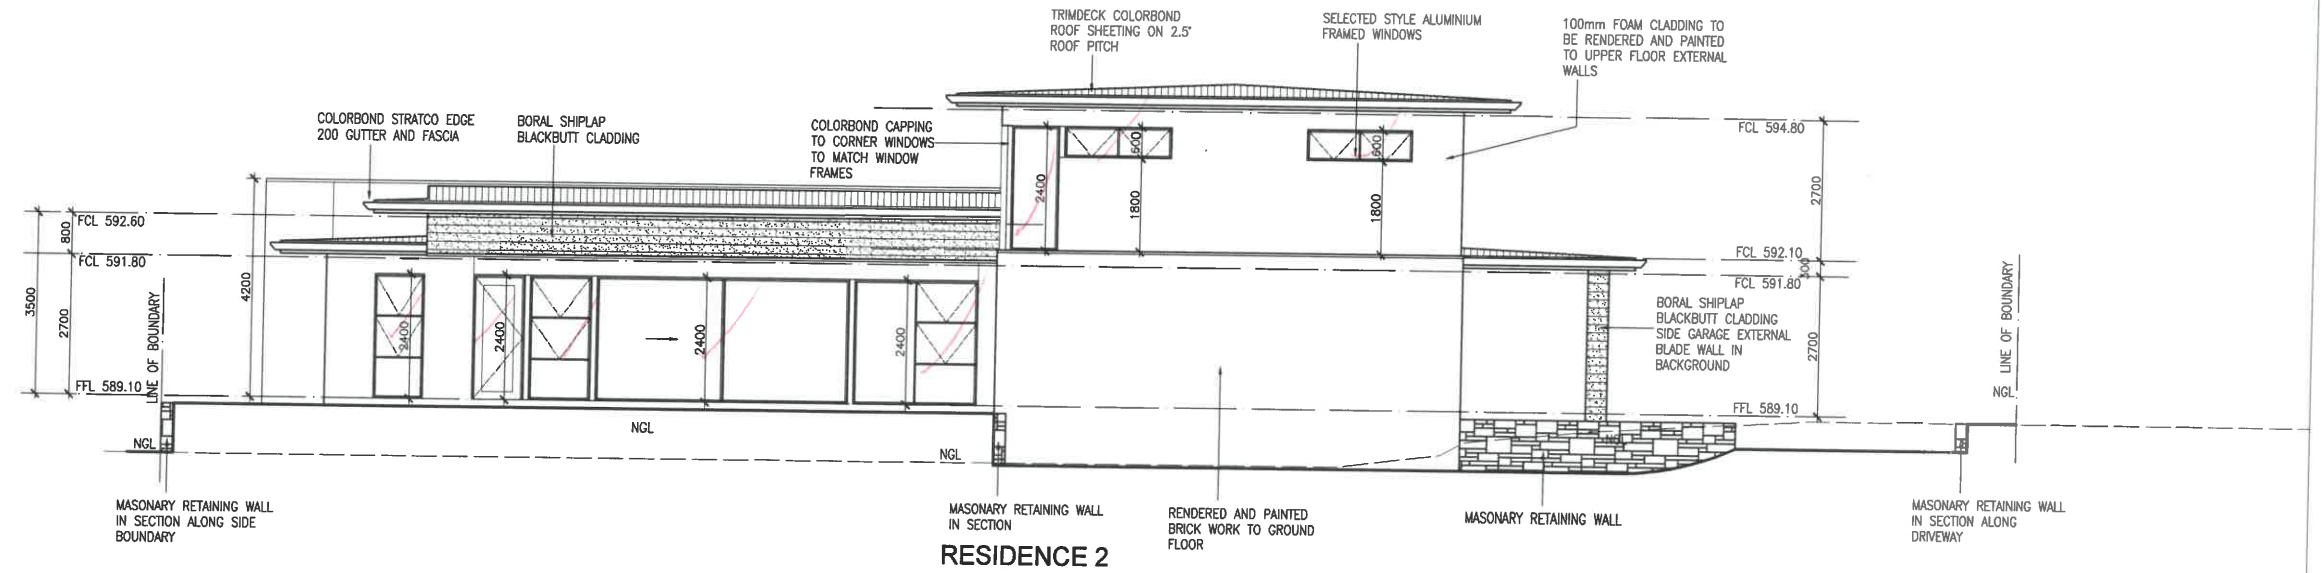 TRIMDECK COLORBOND
ROOF SHEETING ON 2.5°
ROOF PITCH
SELECTED STYLE ALUMINIUM
FRAMED WINDOWS
100mm FOAM CLADDING TO
BE RENDERED AND PAINTED
TO UPPER FLOOR EXTERNAL
WALLS
COLORBOND STRATCO EDGE
200 GUTTER AND FASCIA
BORAL SHIPLAP
BLACKBUTT CLADDING
COLORBOND CAPPING
TO CORNER WINDOWS
TO MATCH WINDOW
FRAMES
FCL 594.80
600
600
2400
1800
1800
2700
FCL 592.60
800
FCL 591.80
4200
3500
2700
LINE OF BOUNDARY
FFL 589.10
2400
2400
2400
2400
FCL 592.10
300
FCL 591.80
BORAL SHIPLAP
BLACKBUTT CLADDING
SIDE GARAGE EXTERNAL
BLADE WALL IN
BACKGROUND
2700
LINE OF BOUNDARY
NGL
FFL 589.10
NGL
NGL
NGL
MASONARY RETAINING WALL
IN SECTION ALONG SIDE
BOUNDARY
MASONARY RETAINING WALL
IN SECTION
RENDERED AND PAINTED
BRICK WORK TO GROUND
FLOOR
MASONARY RETAINING WALL
MASONARY RETAINING WALL
IN SECTION ALONG
DRIVEWAY
RESIDENCE 2